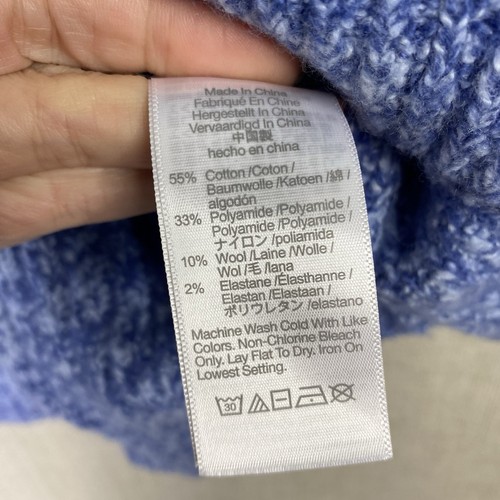 Made In China
Fabriqué En Chine
Hergestellt In China
Vervaardigd In China
中国製
hecho en china
55% Cotton /Coton /
Baumwolle /Katoen /綿 /
algodón
33% Polyamide /Polyamide /
Polyamide /Polyamide /
ナイロン /poliamida
10% Wool /Laine /Wolle /
Wol /毛 /lana
2% Elastane /Élasthanne /
Elastan /Elastaan /
ポリウレタン /elastano
Machine Wash Cold With Like
Colors. Non-Chlorine Bleach
Only. Lay Flat To Dry. Iron On
Lowest Setting.
30